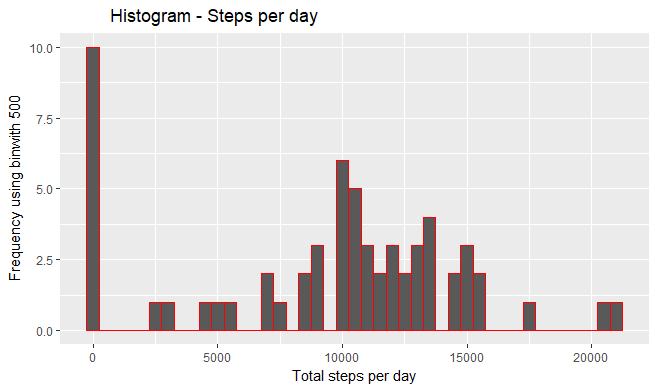 Histogram - Steps per day
10.0
7.5
5.0
2.5
0.0
Frequency using binwith 500
0 5000 10000 15000 20000
Total steps per day